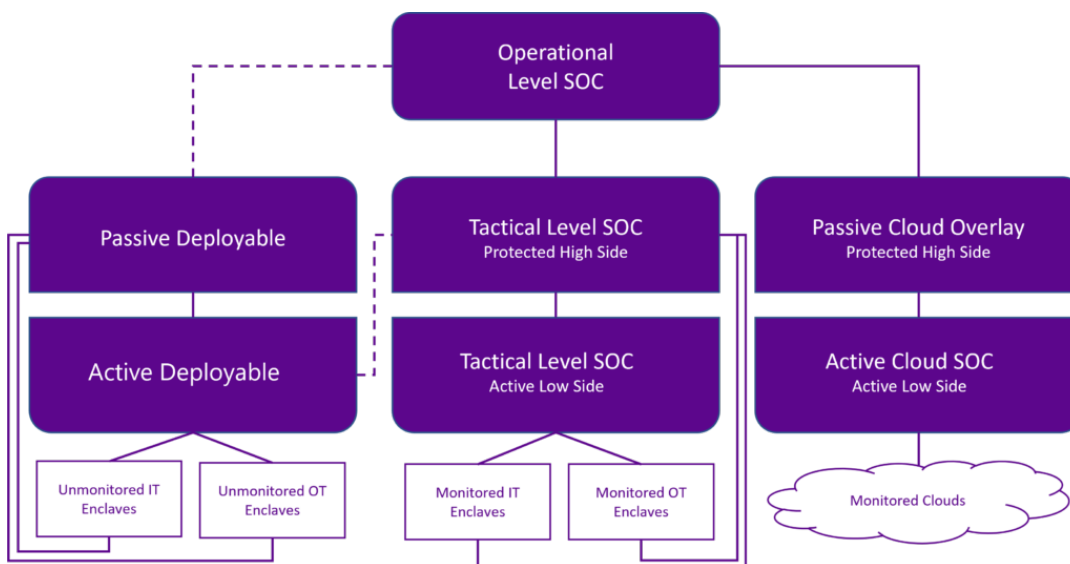 Operational
Level SOC
Passive Deployable
Tactical Level SOC
Protected High Side
Passive Cloud Overlay
Protected High Side
Active Deployable
Tactical Level SOC
Active Low Side
Active Cloud SOC
Active Low Side
Unmonitored IT
Enclaves
Unmonitored OT
Enclaves
Monitored IT
Enclaves
Monitored OT
Enclaves
Monitored Clouds